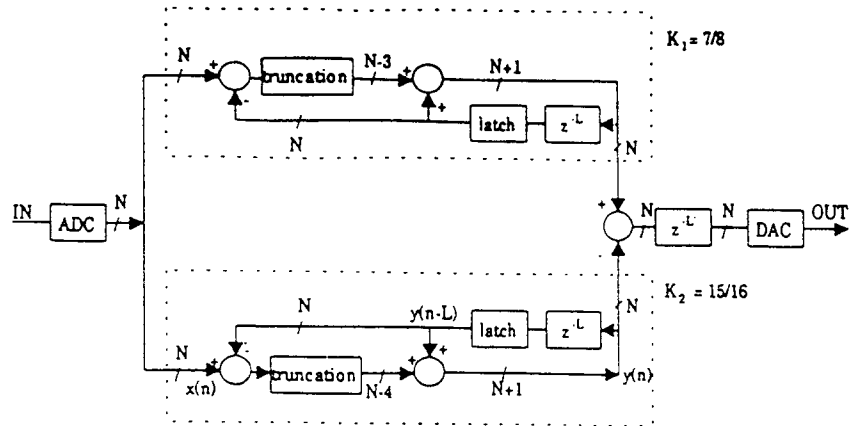 K₁ = 7/8
N
truncation
N-3
N+1
+
+
-
+
N
latch
z⁻ᴸ
N
IN
ADC
N
+
-
N
z⁻ᴸ
N
DAC
OUT
K₂ = 15/16
N
y(n-L)
latch
z⁻ᴸ
N
N
x(n)
+
-
truncation
N-4
+
+
N+1
y(n)